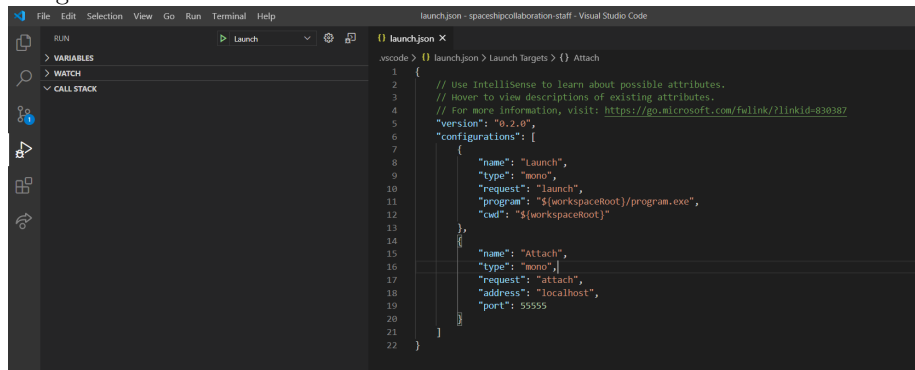 File Edit Selection View Go Run Terminal Help launch.json - spaceshipcollaboration-staff - Visual Studio Code
RUN Launch
VARIABLES
WATCH
CALL STACK
1
{} launch.json ×
.vscode > {} launch.json > Launch Targets > {} Attach
1 {
2 // Use IntelliSense to learn about possible attributes.
3 // Hover to view descriptions of existing attributes.
4 // For more information, visit: https://go.microsoft.com/fwlink/?linkid=830387
5 "version": "0.2.0",
6 "configurations": [
7 {
8 "name": "Launch",
9 "type": "mono",
10 "request": "launch",
11 "program": "${workspaceRoot}/program.exe",
12 "cwd": "${workspaceRoot}"
13 },
14 {
15 "name": "Attach",
16 "type": "mono",
17 "request": "attach",
18 "address": "localhost",
19 "port": 55555
20 }
21 ]
22 }